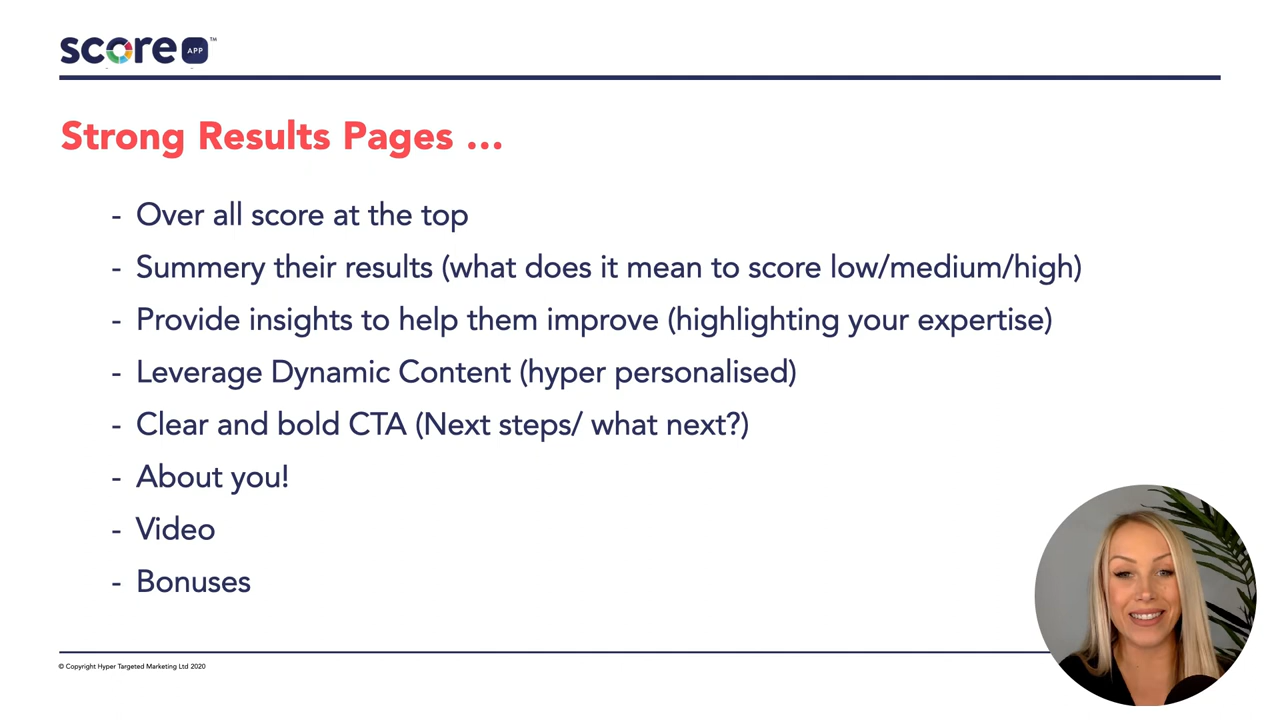 score APP ™
Strong Results Pages ...
- Over all score at the top
- Summery their results (what does it mean to score low/medium/high)
- Provide insights to help them improve (highlighting your expertise)
- Leverage Dynamic Content (hyper personalised)
- Clear and bold CTA (Next steps/ what next?)
- About you!
- Video
- Bonuses
© Copyright Hyper Targeted Marketing Ltd 2020